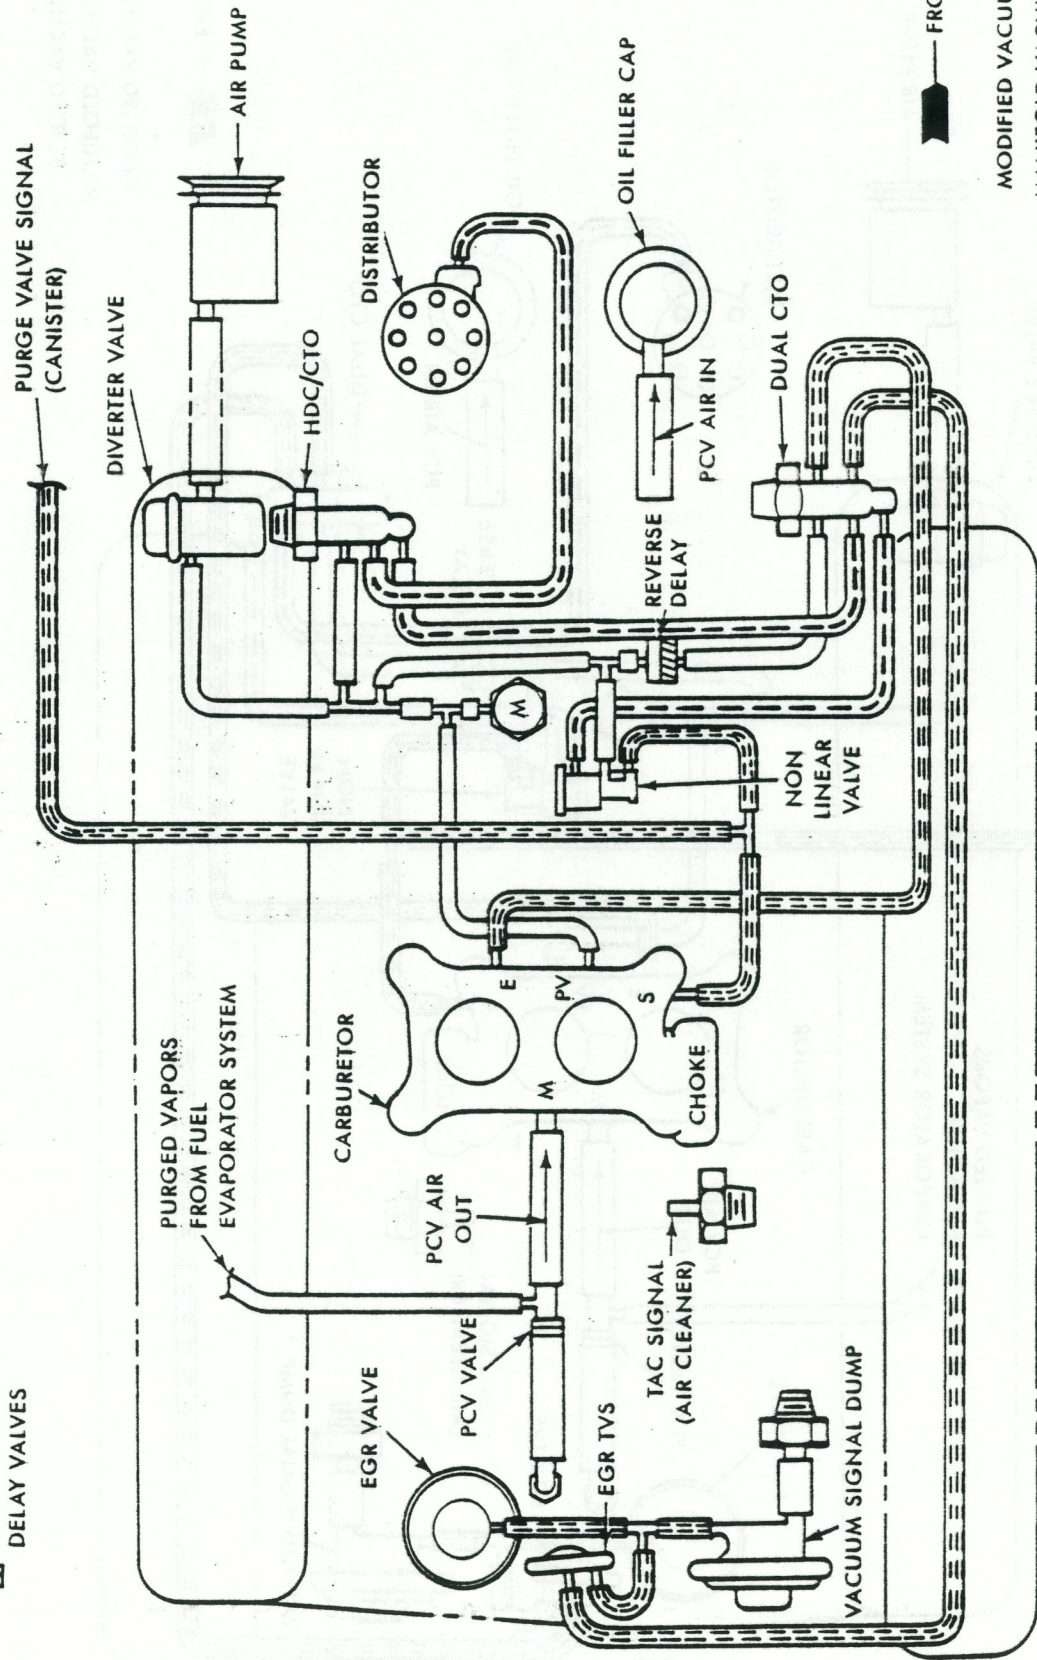 DELAY VALVES
PURGE VALVE SIGNAL
(CANISTER)
AIR PUMP
DIVERTER VALVE
HDC/CTO
DISTRIBUTOR
OIL FILLER CAP
PCV AIR IN
DUAL CTO
REVERSE
DELAY
NON
LINEAR
VALVE
PURGED VAPORS
FROM FUEL
EVAPORATOR SYSTEM
CARBURETOR
E
PV
S
M
CHOKE
PCV AIR
OUT
PCV VALVE
TAC SIGNAL
(AIR CLEANER)
EGR VALVE
EGR TVS
VACUUM SIGNAL DUMP
M
FRO
MODIFIED VACUU